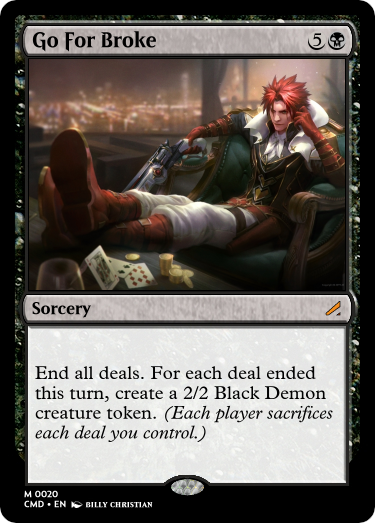 Go For Broke 5
Sorcery
End all deals. For each deal ended
this turn, create a 2/2 Black Demon
creature token. (Each player sacrifices
each deal you control.)
M 0020
CMD • EN BILLY CHRISTIAN